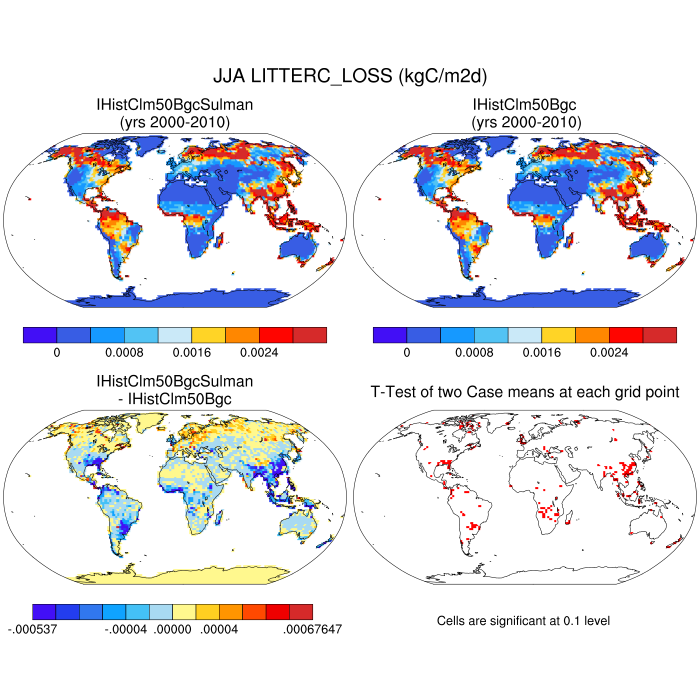 JJA LITTERC_LOSS (kgC/m2d)
IHistClm50BgcSulman
(yrs 2000-2010)
IHistClm50Bgc
(yrs 2000-2010)
0 0.0008 0.0016 0.0024
0 0.0008 0.0016 0.0024
IHistClm50BgcSulman
- IHistClm50Bgc
T-Test of two Case means at each grid point
-.000537 -.00004 .00000 .00004 .00067647
Cells are significant at 0.1 level